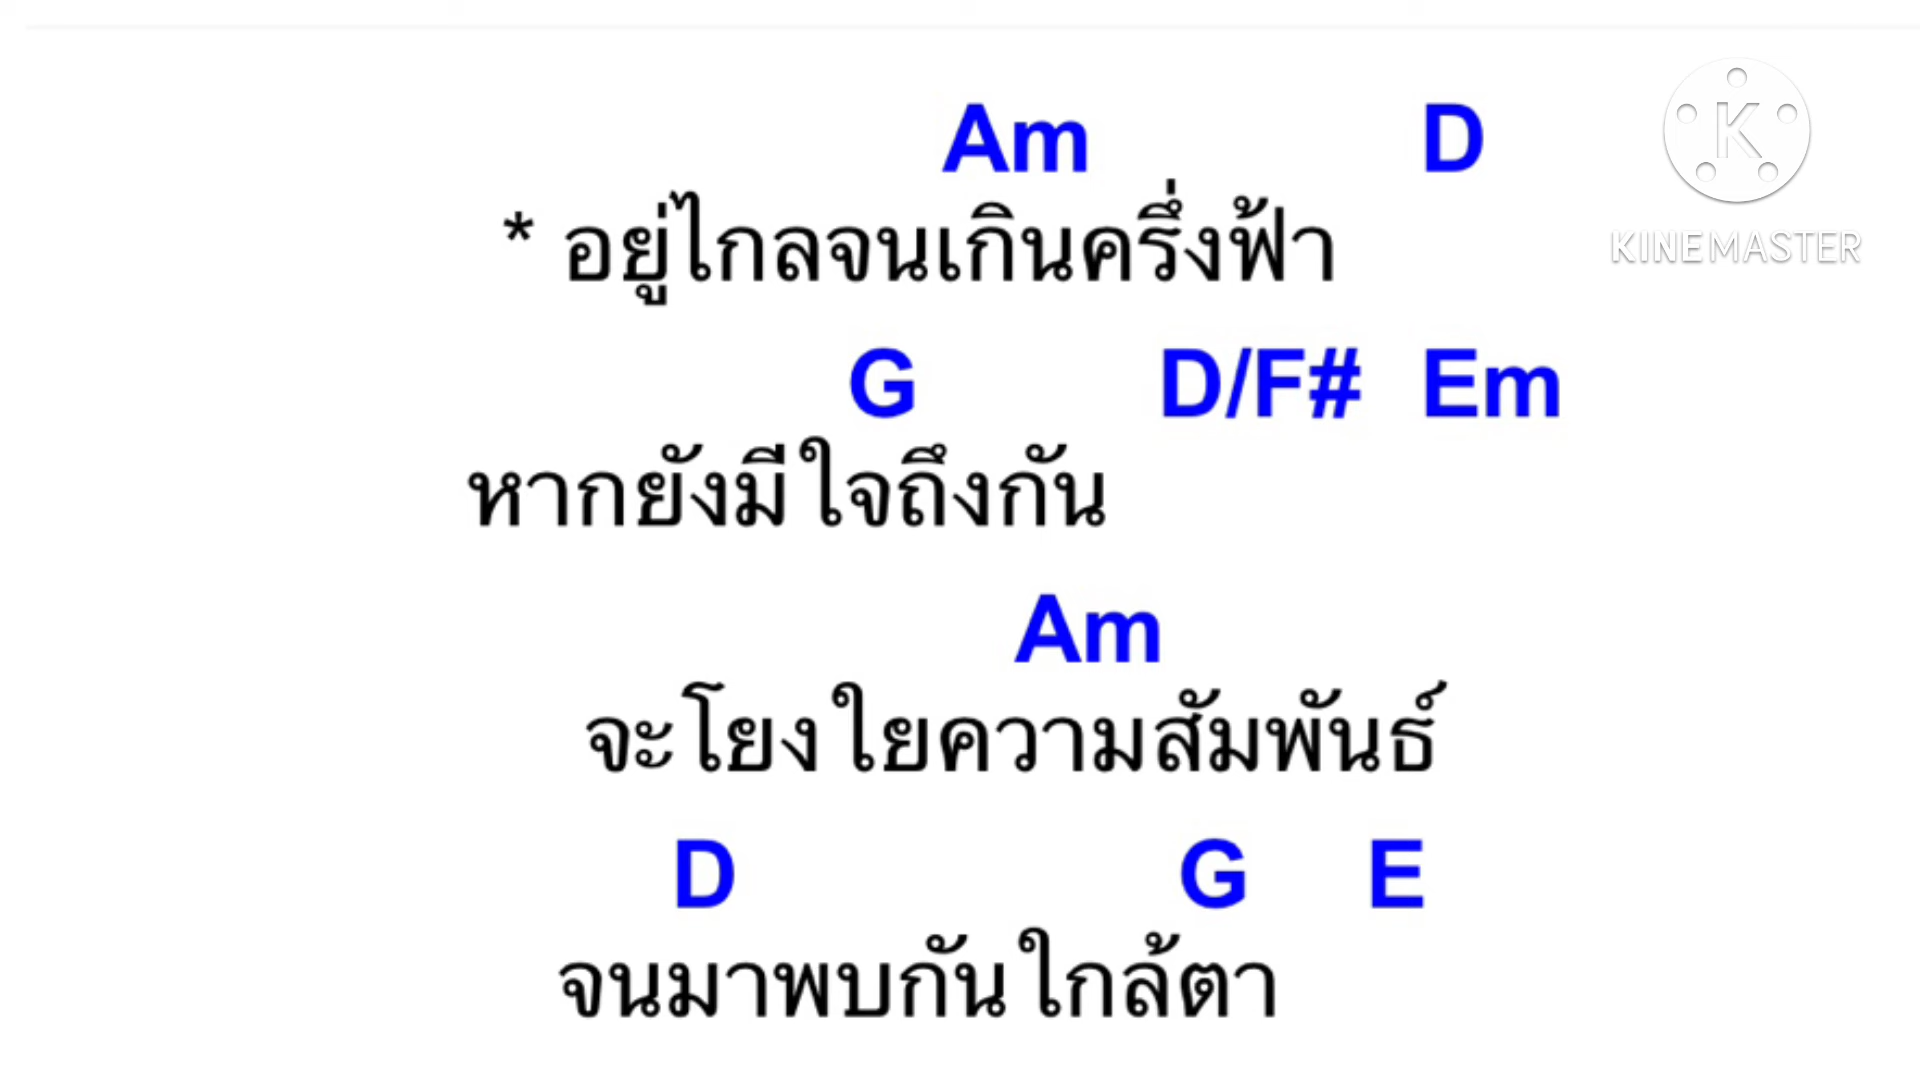 Am D
* อยู่ไกลจนเกินครึ่งฟ้า
G D/F# Em
หากยังมีใจถึงกัน
Am
จะโยงใยความสัมพันธ์
D G E
จนมาพบกันใกล้ตา
K
KINEMASTER